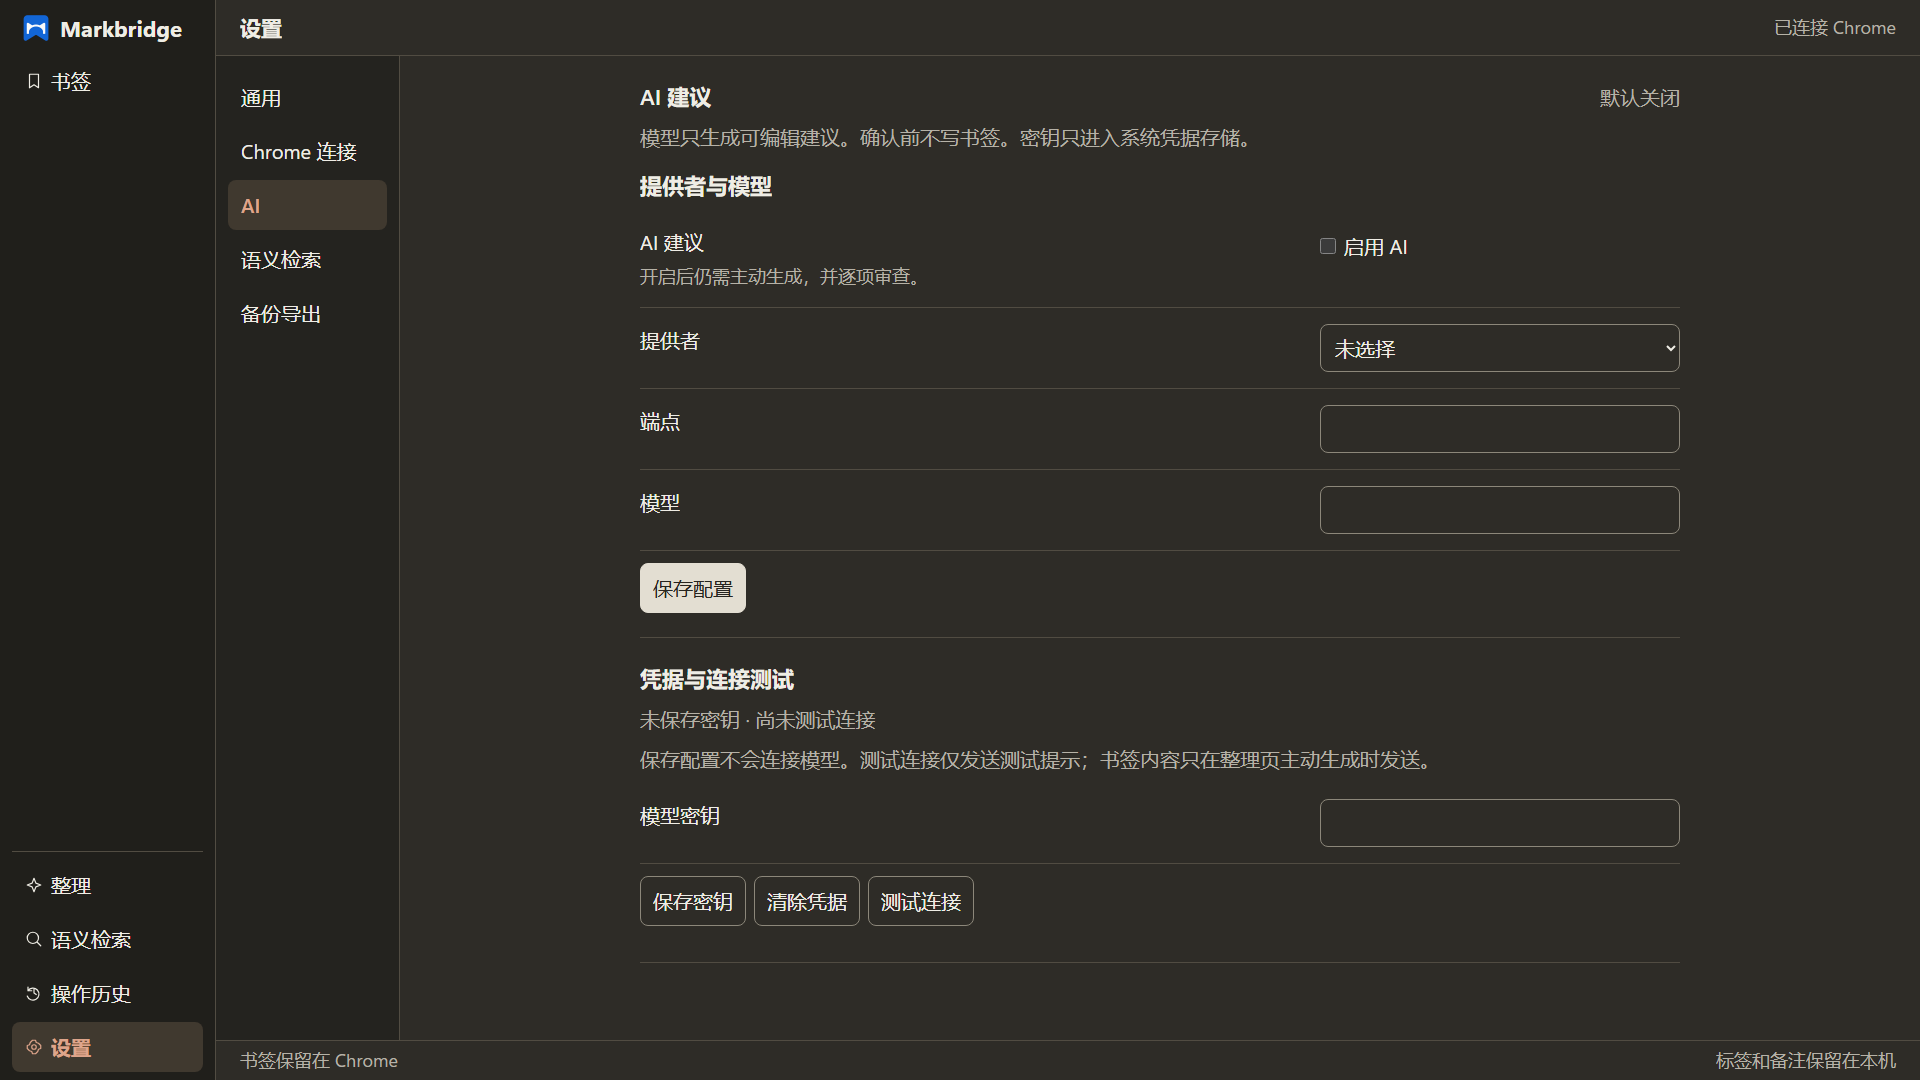 Markbridge
书签
整理
语义检索
操作历史
设置
设置
已连接 Chrome
通用
Chrome 连接
AI
语义检索
备份导出
AI 建议
默认关闭
模型只生成可编辑建议。确认前不写书签。密钥只进入系统凭据存储。
提供者与模型
AI 建议
启用 AI
开启后仍需主动生成，并逐项审查。
提供者
未选择
端点
模型
保存配置
凭据与连接测试
未保存密钥 · 尚未测试连接
保存配置不会连接模型。测试连接仅发送测试提示；书签内容只在整理页主动生成时发送。
模型密钥
保存密钥
清除凭据
测试连接
书签保留在 Chrome
标签和备注保留在本机